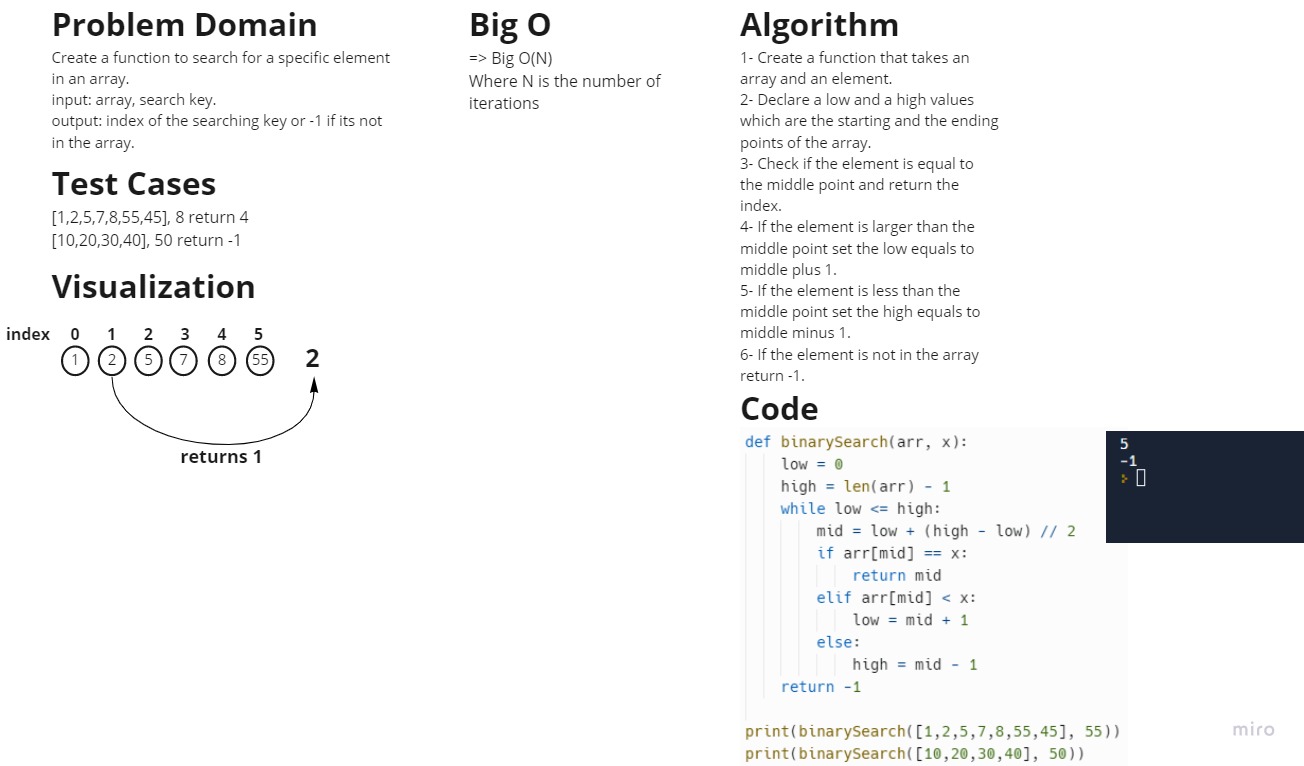 Problem Domain
Create a function to search for a specific element
in an array.
input: array, search key.
output: index of the searching key or -1 if its not
in the array.
Test Cases
[1,2,5,7,8,55,45], 8 return 4
[10,20,30,40], 50 return -1
Visualization
index 0 1 2 3 4 5
1 2 5 7 8 55 2
returns 1
Big O
=> Big O(N)
Where N is the number of
iterations
Algorithm
1- Create a function that takes an
array and an element.
2- Declare a low and a high values
which are the starting and the ending
points of the array.
3- Check if the element is equal to
the middle point and return the
index.
4- If the element is larger than the
middle point set the low equals to
middle plus 1.
5- If the element is less than the
middle point set the high equals to
middle minus 1.
6- If the element is not in the array
return -1.
Code
def binarySearch(arr, x):
low = 0
high = len(arr) - 1
while low <= high:
mid = low + (high - low) // 2
if arr[mid] == x:
return mid
elif arr[mid] < x:
low = mid + 1
else:
high = mid - 1
return -1
print(binarySearch([1,2,5,7,8,55,45], 55))
print(binarySearch([10,20,30,40], 50))
5
-1
miro